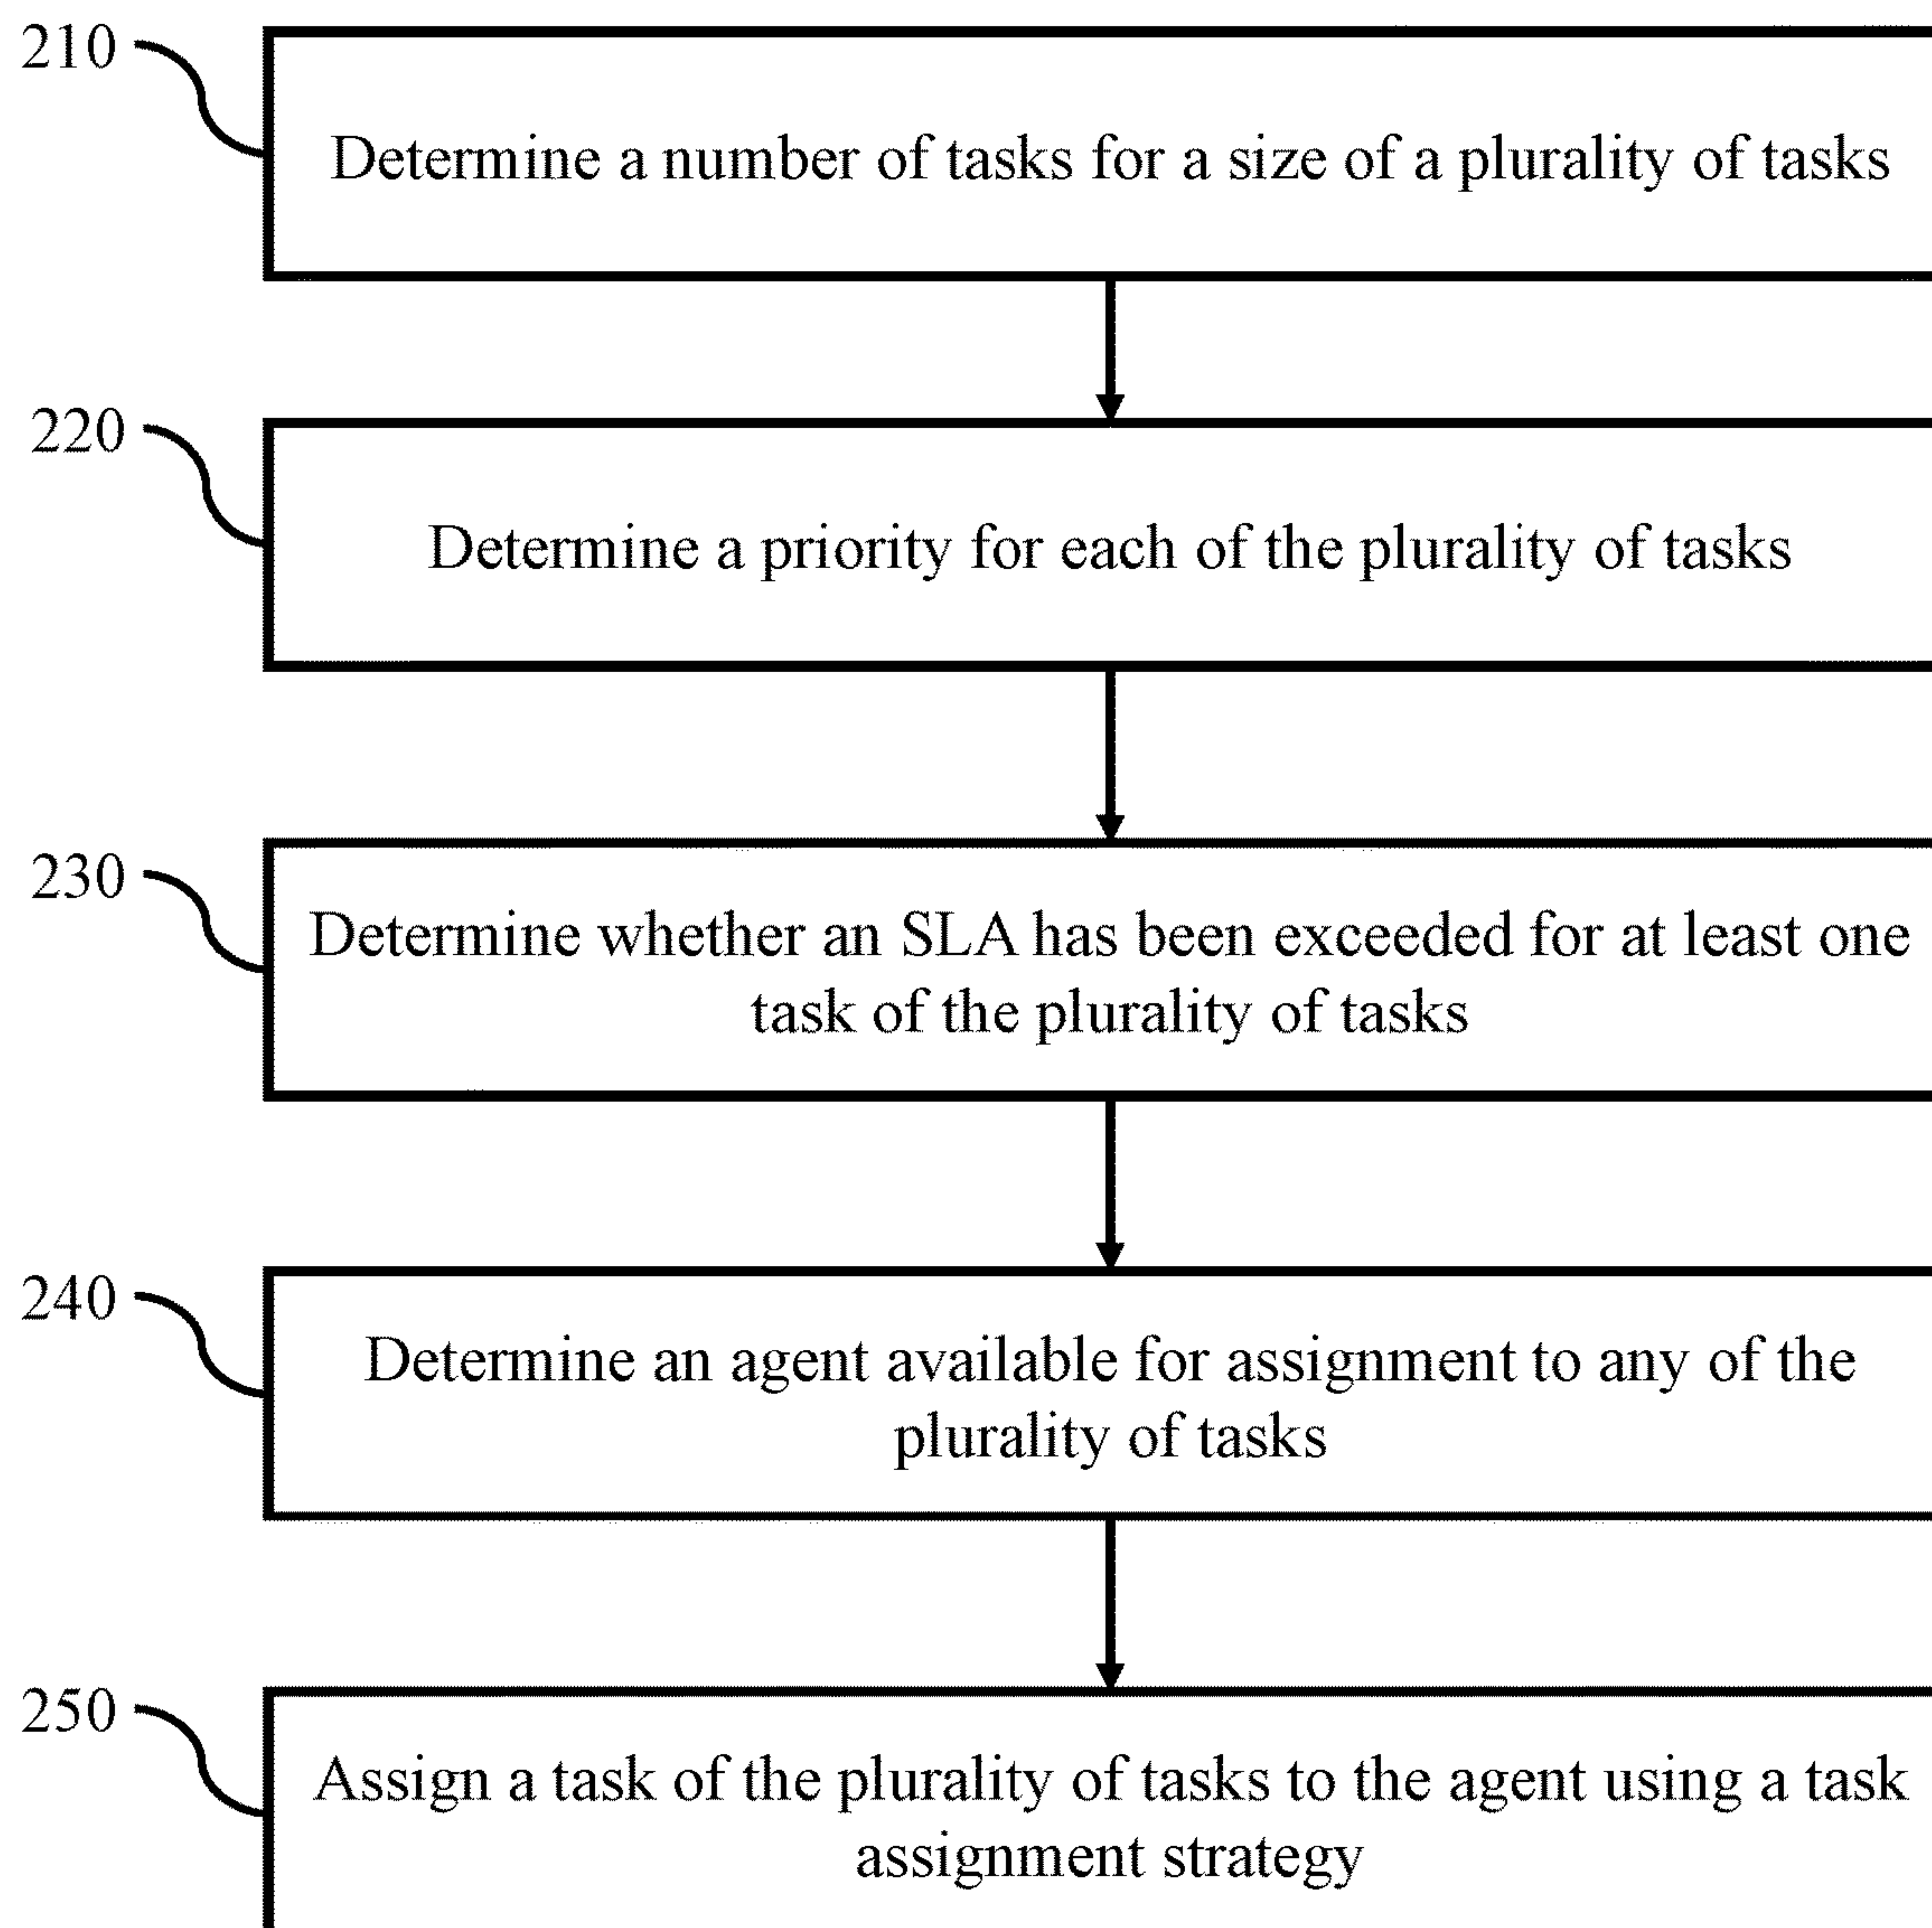 210
Determine a number of tasks for a size of a plurality of tasks
220
Determine a priority for each of the plurality of tasks
230
Determine whether an SLA has been exceeded for at least one
task of the plurality of tasks
240
Determine an agent available for assignment to any of the
plurality of tasks
250
Assign a task of the plurality of tasks to the agent using a task
assignment strategy